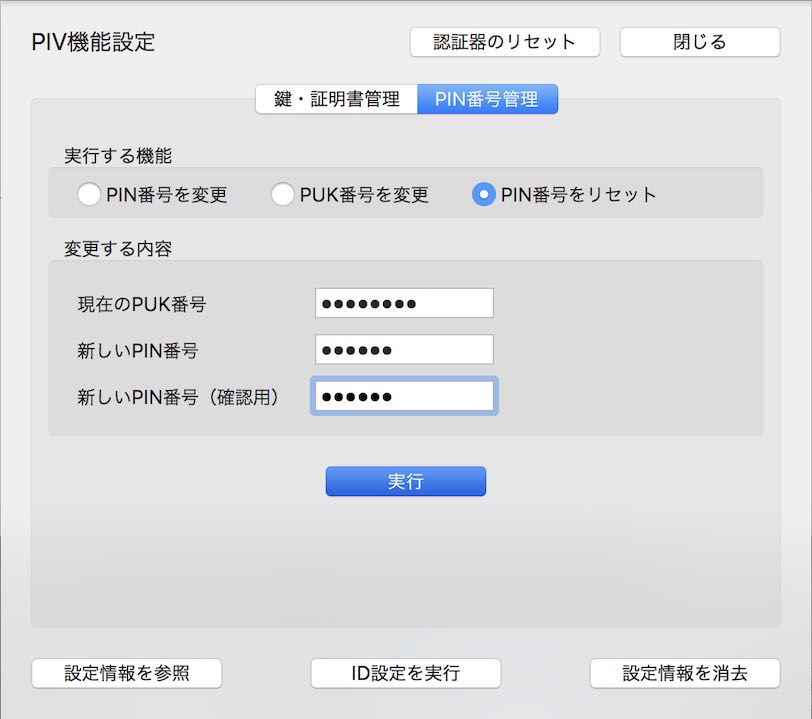 PIV機能設定
認証器のリセット
閉じる
鍵・証明書管理
PIN番号管理
実行する機能
PIN番号を変更
PUK番号を変更
PIN番号をリセット
変更する内容
現在のPUK番号
●●●●●●●●
新しいPIN番号
●●●●●●
新しいPIN番号（確認用）
●●●●●●
実行
設定情報を参照
ID設定を実行
設定情報を消去